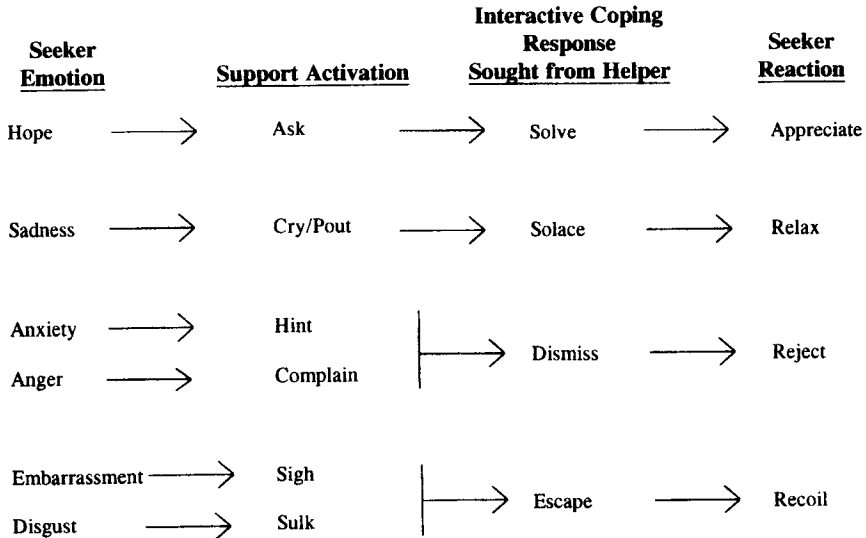 Interactive Coping
Response
Seeker Emotion Support Activation Sought from Helper Seeker Reaction
Hope Ask Solve Appreciate
Sadness Cry/Pout Solace Relax
Anxiety Hint
Dismiss Reject
Anger Complain
Embarrassment Sigh
Escape Recoil
Disgust Sulk